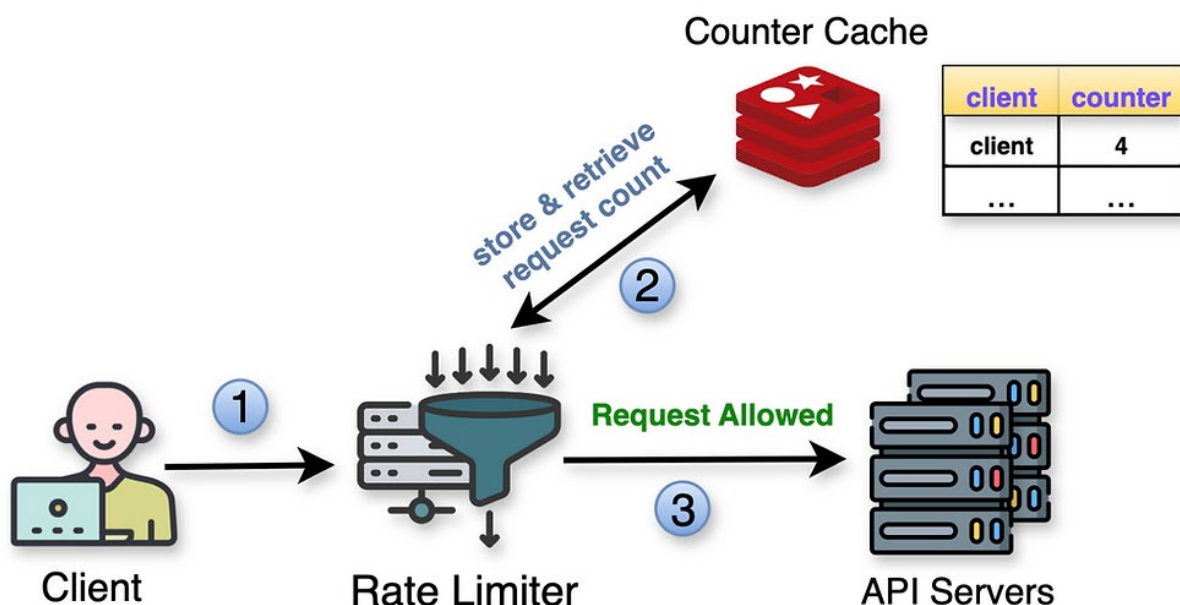 Counter Cache
client counter
client 4
... ...
store & retrieve
request count
2
1
Request Allowed
3
Client
Rate Limiter
API Servers